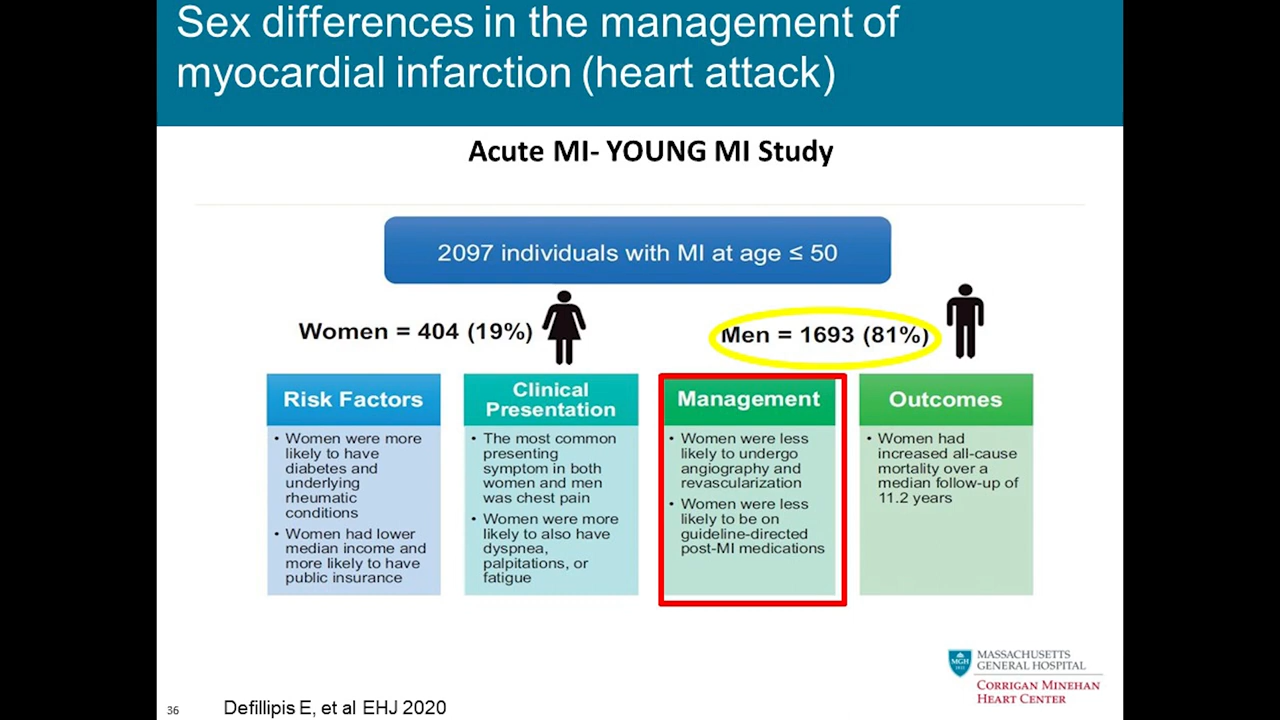 Sex differences in the management of
myocardial infarction (heart attack)
Acute MI- YOUNG MI Study
2097 individuals with MI at age ≤ 50
Women = 404 (19%)
Men = 1693 (81%)
Risk Factors
• Women were more
likely to have
diabetes and
underlying
rheumatic
conditions
• Women had lower
median income and
more likely to have
public insurance
Clinical
Presentation
• The most common
presenting
symptom in both
women and men
was chest pain
• Women were more
likely to also have
dyspnea,
palpitations, or
fatigue
Management
• Women were less
likely to undergo
angiography and
revascularization
• Women were less
likely to be on
guideline-directed
post-MI medications
Outcomes
• Women had
increased all-cause
mortality over a
median follow-up of
11.2 years
MGH
MASSACHUSETTS
GENERAL HOSPITAL
CORRIGAN MINEHAN
HEART CENTER
36
Defillipis E, et al EHJ 2020